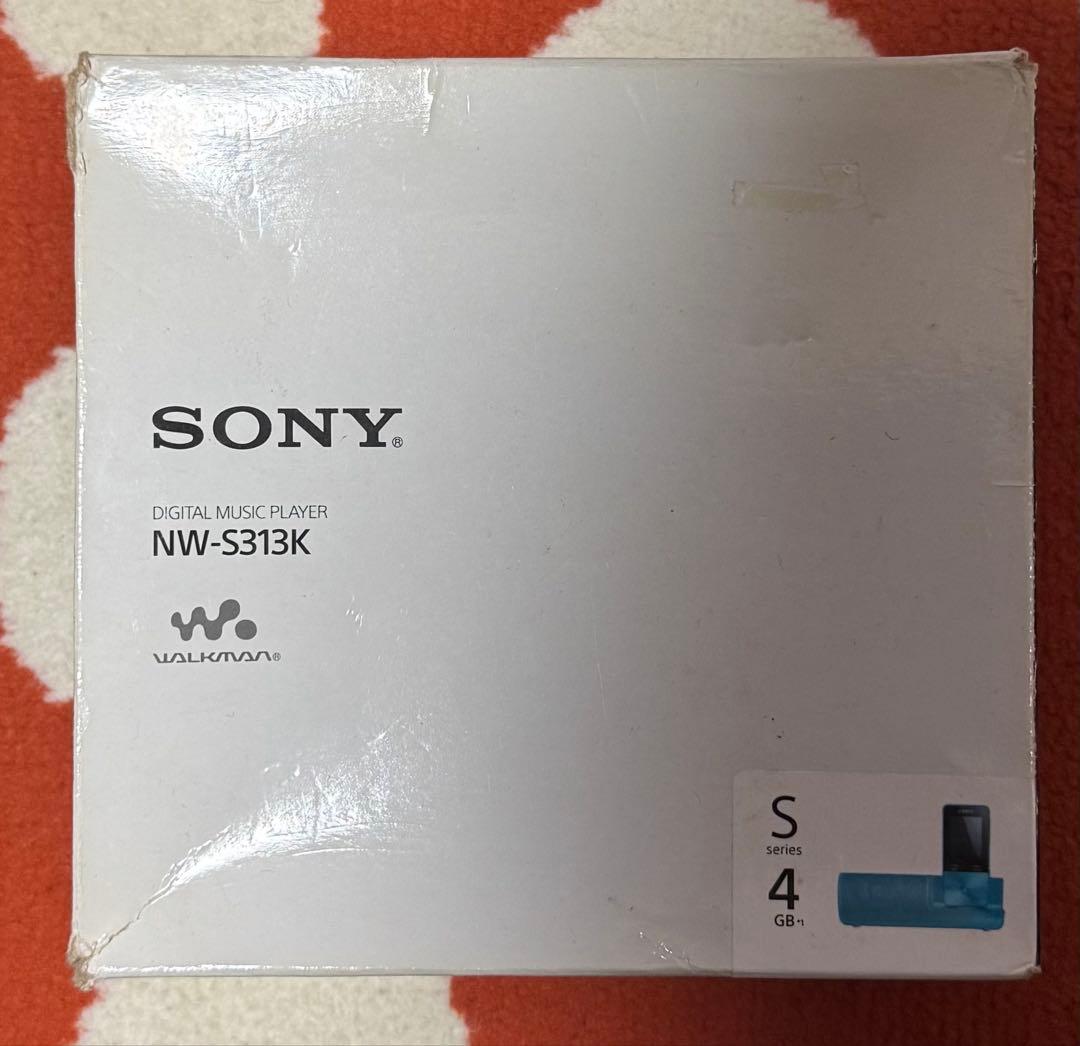 SONY®
DIGITAL MUSIC PLAYER
NW-S313K
WALKMAN®
S
series
4
GB*1